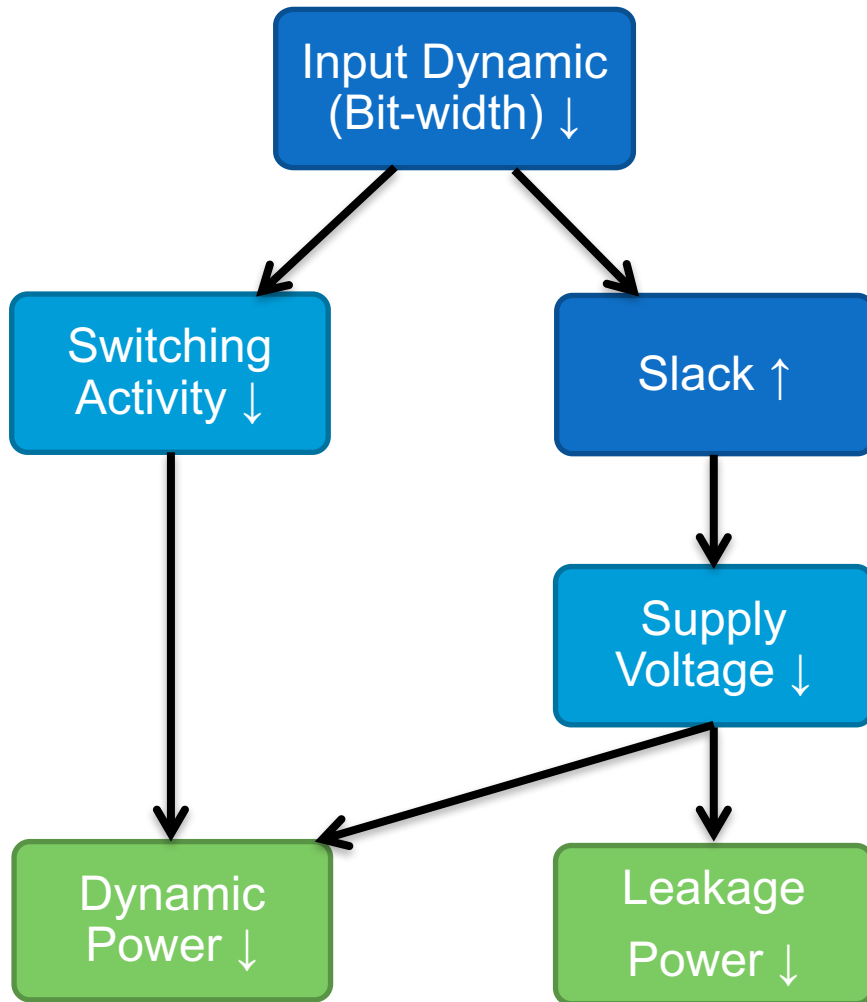 Input Dynamic
(Bit-width) ↓
Switching
Activity ↓
Slack ↑
Supply
Voltage ↓
Dynamic
Power ↓
Leakage
Power ↓